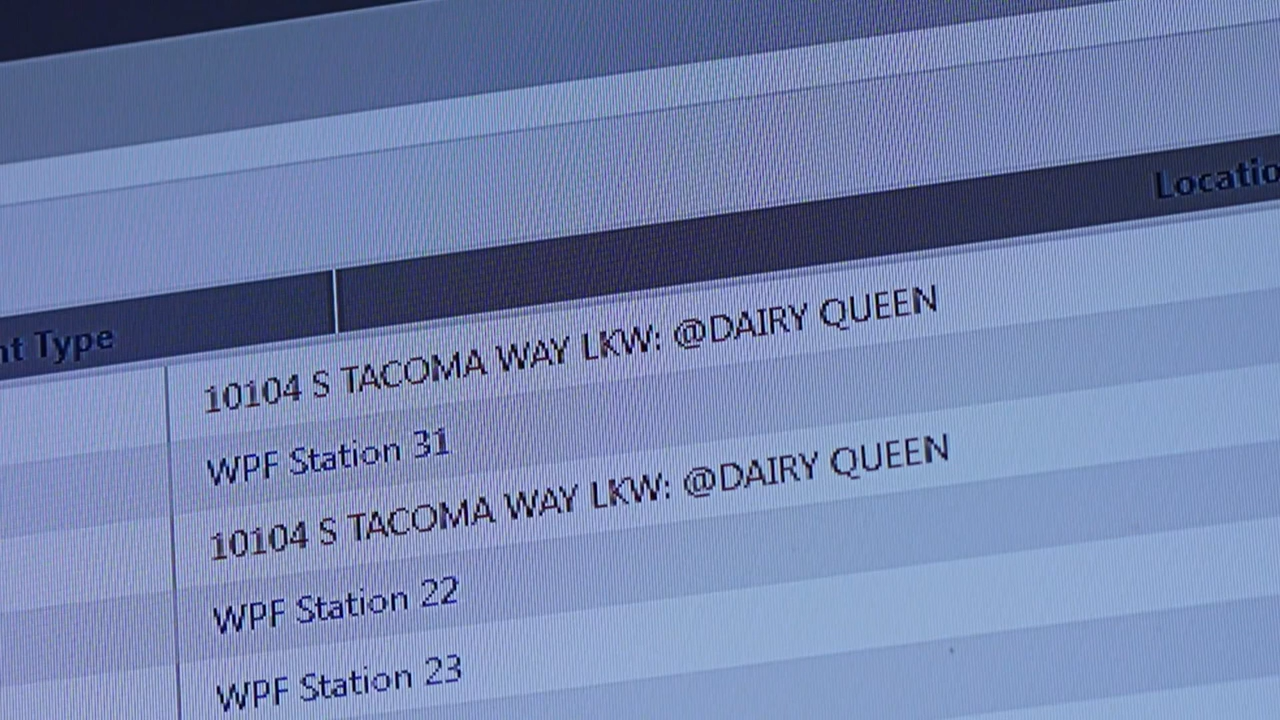 Locatio
nt Type
10104 S TACOMA WAY LKW: @DAIRY QUEEN
WPF Station 31
10104 S TACOMA WAY LKW: @DAIRY QUEEN
WPF Station 22
WPF Station 23